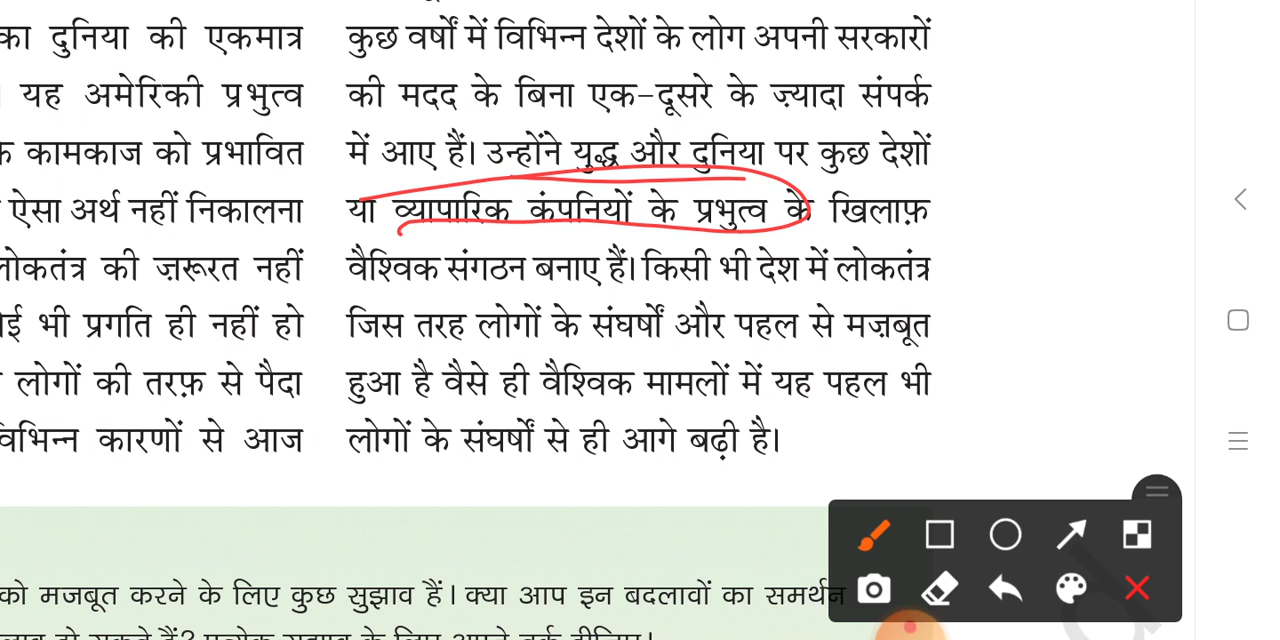 का दुनिया की एकमात्र
यह अमेरिकी प्रभुत्व
कामकाज को प्रभावित
ऐसा अर्थ नहीं निकालना
लोकतंत्र की ज़रूरत नहीं
भी प्रगति ही नहीं हो
लोगों की तरफ़ से पैदा
विभिन्न कारणों से आज
कुछ वर्षों में विभिन्न देशों के लोग अपनी सरकारों
की मदद के बिना एक-दूसरे के ज़्यादा संपर्क
में आए हैं। उन्होंने युद्ध और दुनिया पर कुछ देशों
या व्यापारिक कंपनियों के प्रभुत्व के खिलाफ़
वैश्विक संगठन बनाए हैं। किसी भी देश में लोकतंत्र
जिस तरह लोगों के संघर्षों और पहल से मज़बूत
हुआ है वैसे ही वैश्विक मामलों में यह पहल भी
लोगों के संघर्षों से ही आगे बढ़ी है।
को मजबूत करने के लिए कुछ सुझाव हैं। क्या आप इन बदलावों का समर्थन